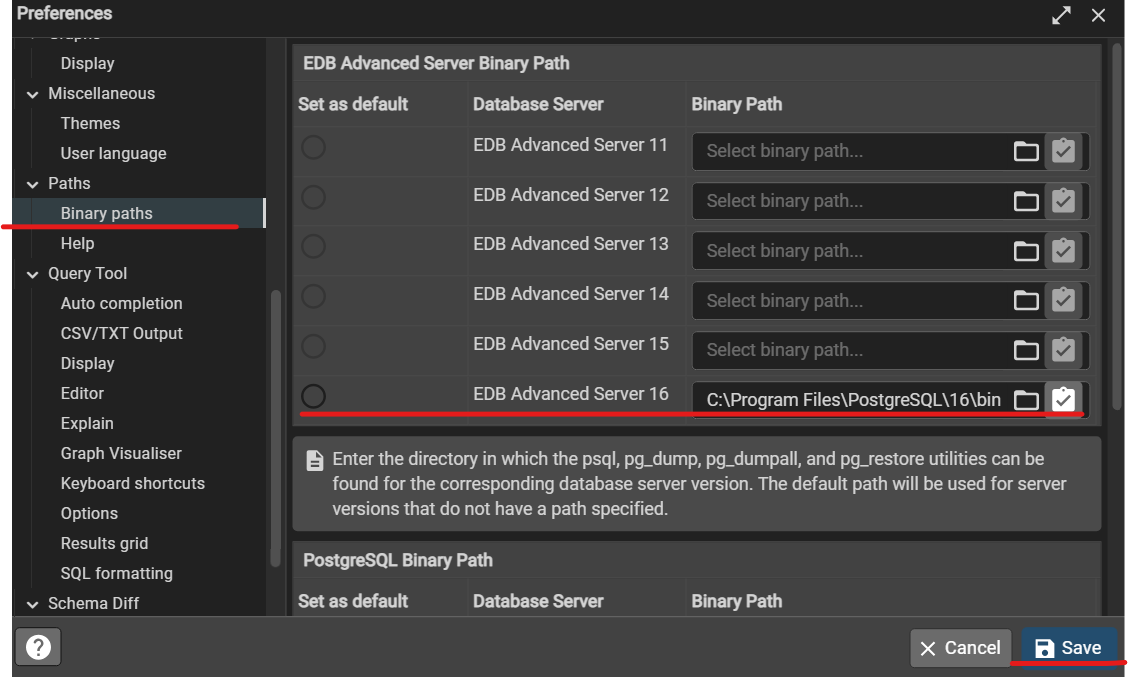 Preferences
Graphs
Display
Miscellaneous
Themes
User language
Paths
Binary paths
Help
Query Tool
Auto completion
CSV/TXT Output
Display
Editor
Explain
Graph Visualiser
Keyboard shortcuts
Options
Results grid
SQL formatting
Schema Diff
EDB Advanced Server Binary Path
Set as default Database Server Binary Path
EDB Advanced Server 11 Select binary path...
EDB Advanced Server 12 Select binary path...
EDB Advanced Server 13 Select binary path...
EDB Advanced Server 14 Select binary path...
EDB Advanced Server 15 Select binary path...
EDB Advanced Server 16 C:\Program Files\PostgreSQL\16\bin
Enter the directory in which the psql, pg_dump, pg_dumpall, and pg_restore utilities can be
found for the corresponding database server version. The default path will be used for server
versions that do not have a path specified.
PostgreSQL Binary Path
Set as default Database Server Binary Path
? Cancel Save